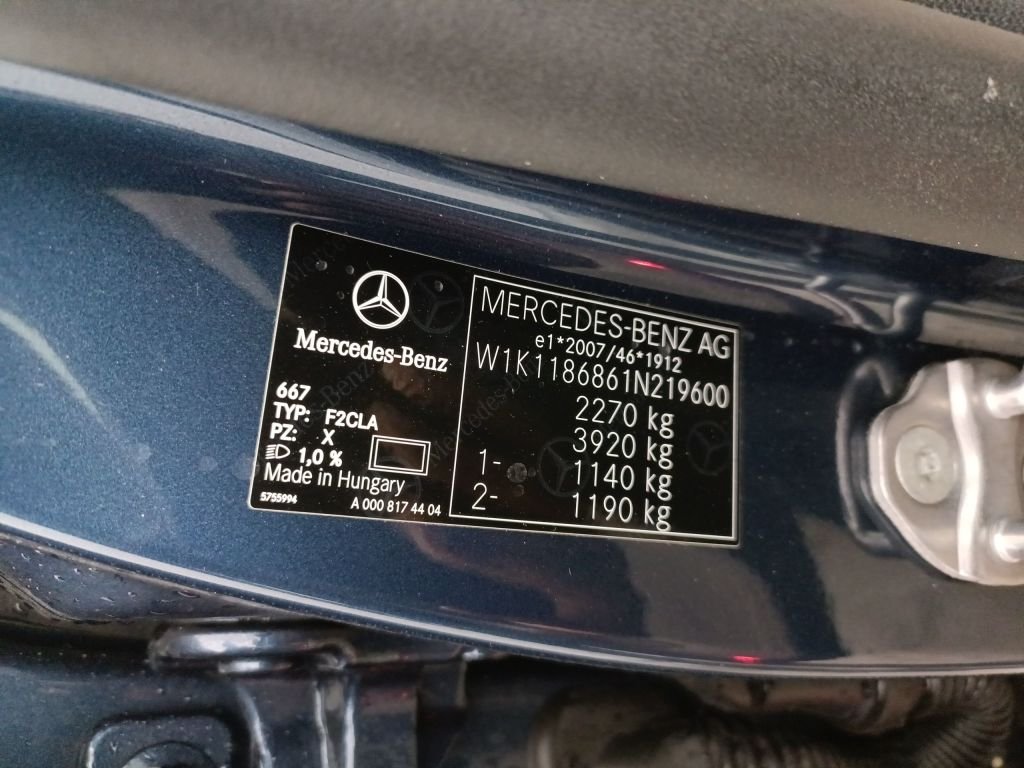 Mercedes-Benz
667
TYP: F2CLA
PZ: X
1,0 %
Made in Hungary
5755994
A 000 817 44 04
MERCEDES-BENZ AG
e1*2007/46*1912
W1K1186861N219600
2270 kg
3920 kg
1- 1140 kg
2- 1190 kg